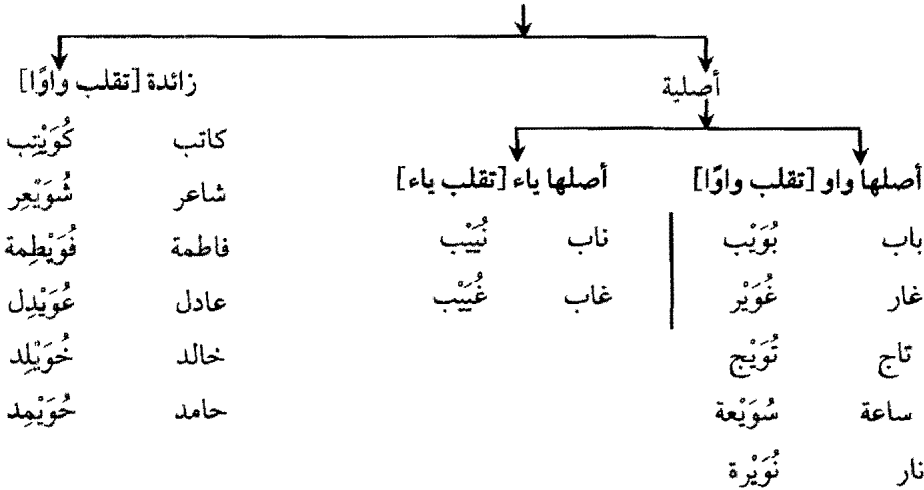 أصلية
زائدة [تقلب واوًا]
أصلها واو [تقلب واوًا]
أصلها ياء [تقلب ياء]
باب بُوَيْب
غار غُوَيْر
تاج تُوَيْج
ساعة سُوَيْعة
نار نُوَيْرة
ناب نُيَيْب
غاب غُيَيْب
كاتب كُوَيْتِب
شاعر شُوَيْعِر
فاطمة فُوَيْطِمة
عادل عُوَيْدِل
خالد خُوَيْلِد
حامد حُوَيْمِد